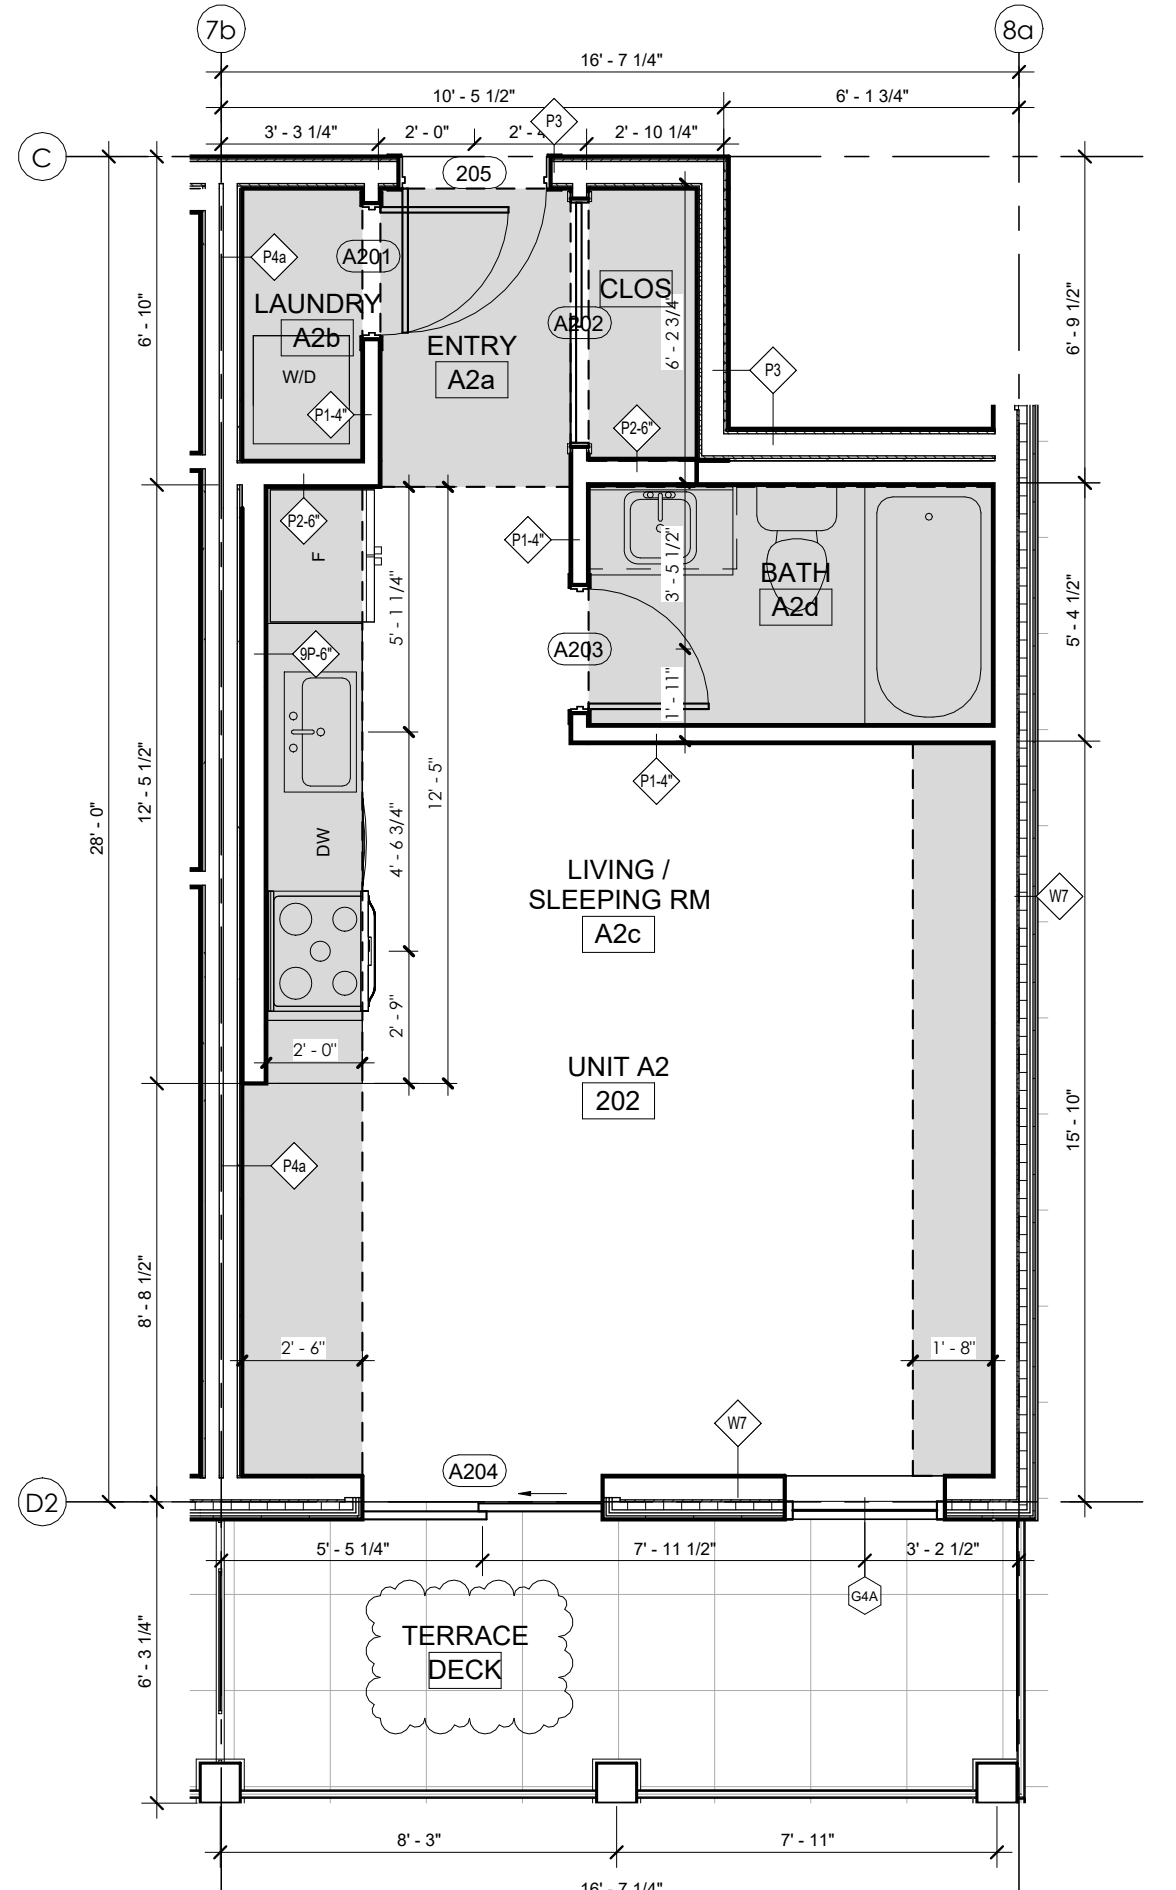 7b
8a
16' - 7 1/4"
10' - 5 1/2"
6' - 1 3/4"
3' - 3 1/4"
2' - 0"
P3
2' - 10 1/4"
C
205
P4a
A201
CLOS
LAUNDRY
A2b
A202
ENTRY
A2a
6' - 2 3/4"
6' - 10"
6' - 9 1/2"
W/D
P3
P1-4"
P2-6"
P2-6"
F
P1-4"
3' - 5 1/2"
BATH
A2d
5' - 1 1/4"
5' - 4 1/2"
9P-6"
A203
1' - 11"
P1-4"
12' - 5 1/2"
12' - 5"
28' - 0"
DW
4' - 6 3/4"
LIVING /
SLEEPING RM
A2c
W7
2' - 9"
2' - 0"
UNIT A2
202
15' - 10"
P4a
8' - 8 1/2"
2' - 6"
1' - 8"
W7
A204
D2
5' - 5 1/4"
7' - 11 1/2"
3' - 2 1/2"
G4A
TERRACE
DECK
6' - 3 1/4"
8' - 3"
7' - 11"
16' - 7 1/4"